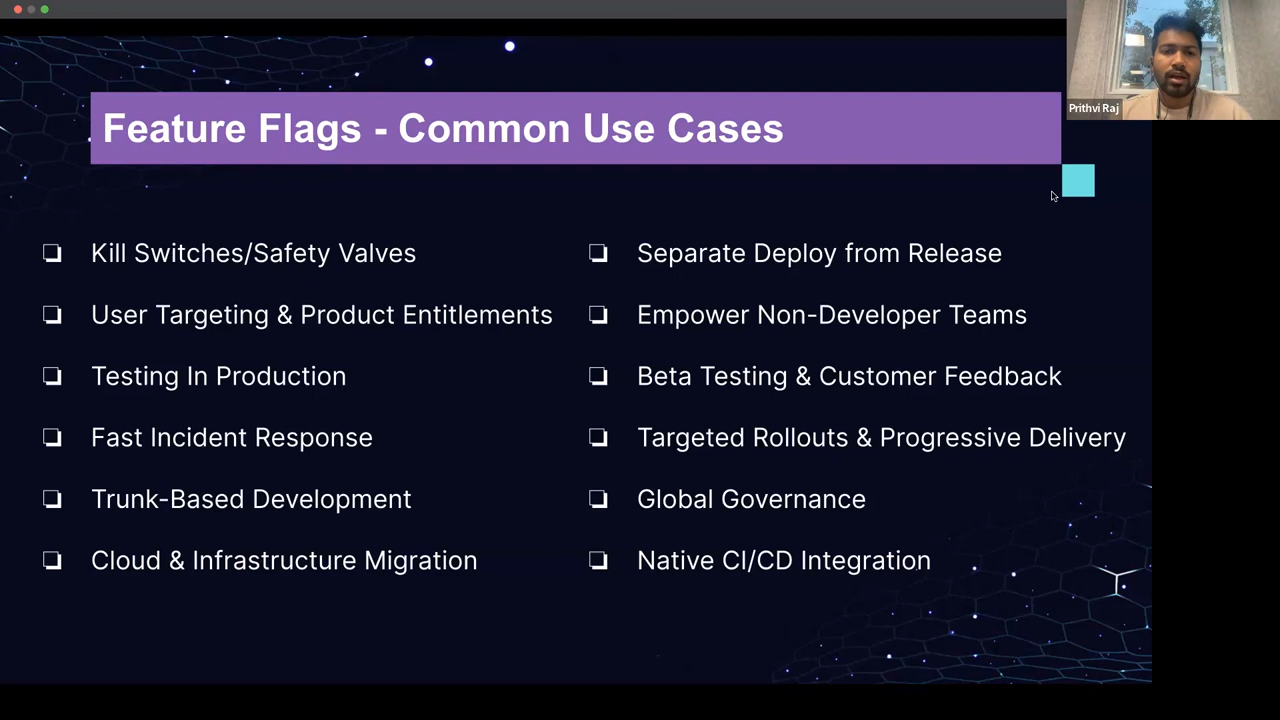 Prithvi Raj
Feature Flags - Common Use Cases
Kill Switches/Safety Valves
User Targeting & Product Entitlements
Testing In Production
Fast Incident Response
Trunk-Based Development
Cloud & Infrastructure Migration
Separate Deploy from Release
Empower Non-Developer Teams
Beta Testing & Customer Feedback
Targeted Rollouts & Progressive Delivery
Global Governance
Native CI/CD Integration